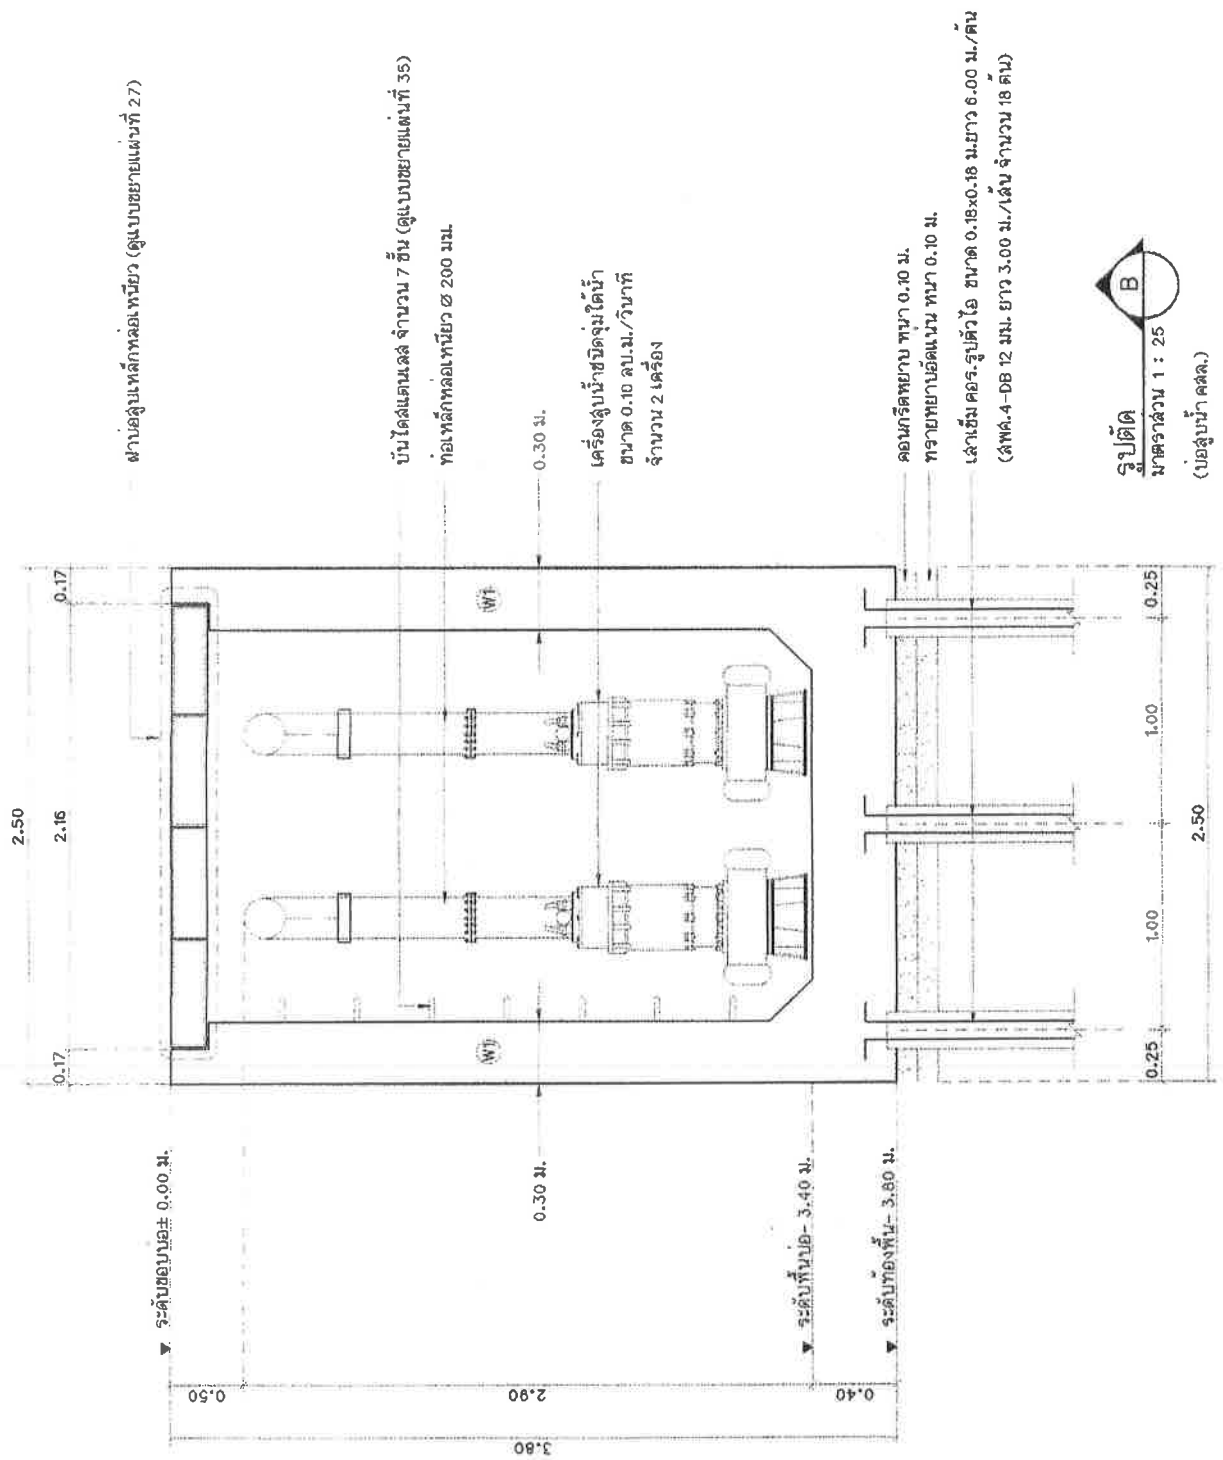 2.50
0.17
2.16
0.17
ฝาบ่อสูบเหล็กหล่อเหนียว (ดูแบบขยายแผ่นที่ 27)
บันไดสแตนเลส จำนวน 7 ขั้น (ดูแบบขยายแผ่นที่ 35)
ท่อเหล็กหล่อเหนียว Ø 200 มม.
0.30 ม.
เครื่องสูบน้ำชนิดจุ่มใต้น้ำ
ขนาด 0.10 ลบ.ม./วินาที
จำนวน 2 เครื่อง
W1
W1
คอนกรีตหยาบ หนา 0.10 ม.
ทรายหยาบอัดแน่น หนา 0.10 ม.
เสาเข็ม คอร.รูปตัวไอ ขนาด 0.18x0.18 ม.ยาว 6.00 ม./ต้น
(สพค.4-DB 12 มม. ยาว 3.00 ม./เส้น จำนวน 18 ต้น)
▼ ระดับขอบบ่อ± 0.00 ม.
0.30 ม.
▼ ระดับพื้นบ่อ- 3.40 ม.
▼ ระดับท้องพื้น- 3.80 ม.
0.50
2.90
0.40
3.80
0.25
1.00
1.00
0.25
2.50
รูปตัด
B
มาตราส่วน 1 : 25
(บ่อสูบน้ำ คสล.)